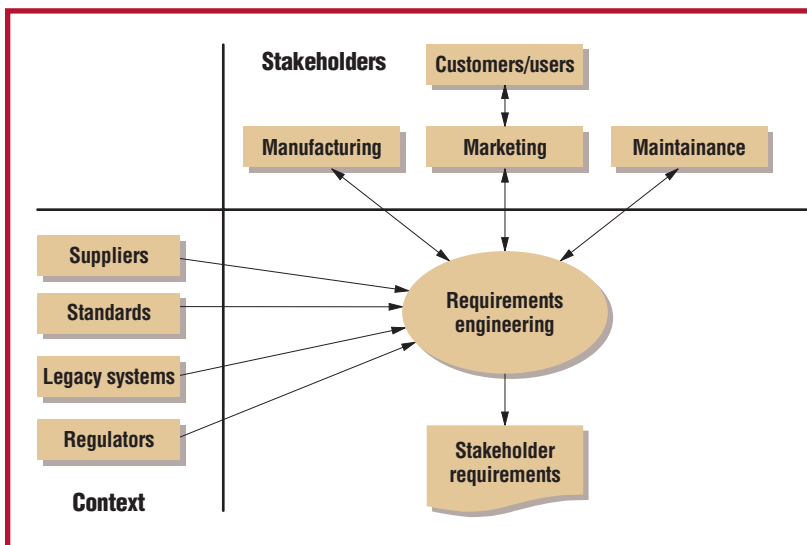 Stakeholders
Customers/users
Manufacturing
Marketing
Maintainance
Suppliers
Standards
Legacy systems
Regulators
Requirements
engineering
Stakeholder
requirements
Context